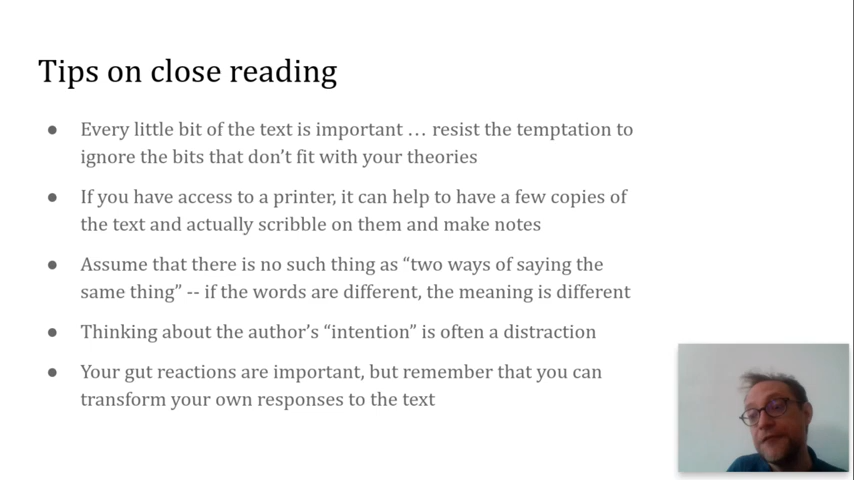 Tips on close reading
● Every little bit of the text is important … resist the temptation to
ignore the bits that don’t fit with your theories
● If you have access to a printer, it can help to have a few copies of
the text and actually scribble on them and make notes
● Assume that there is no such thing as “two ways of saying the
same thing” -- if the words are different, the meaning is different
● Thinking about the author’s “intention” is often a distraction
● Your gut reactions are important, but remember that you can
transform your own responses to the text